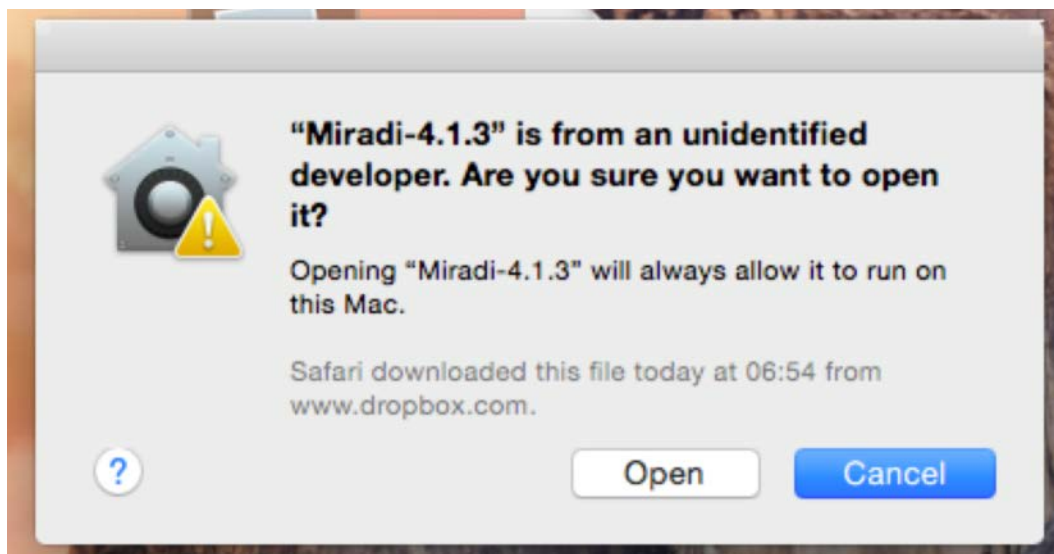 “Miradi-4.1.3” is from an unidentified
developer. Are you sure you want to open
it?
Opening “Miradi-4.1.3” will always allow it to run on
this Mac.
Safari downloaded this file today at 06:54 from
www.dropbox.com.
?
Open
Cancel